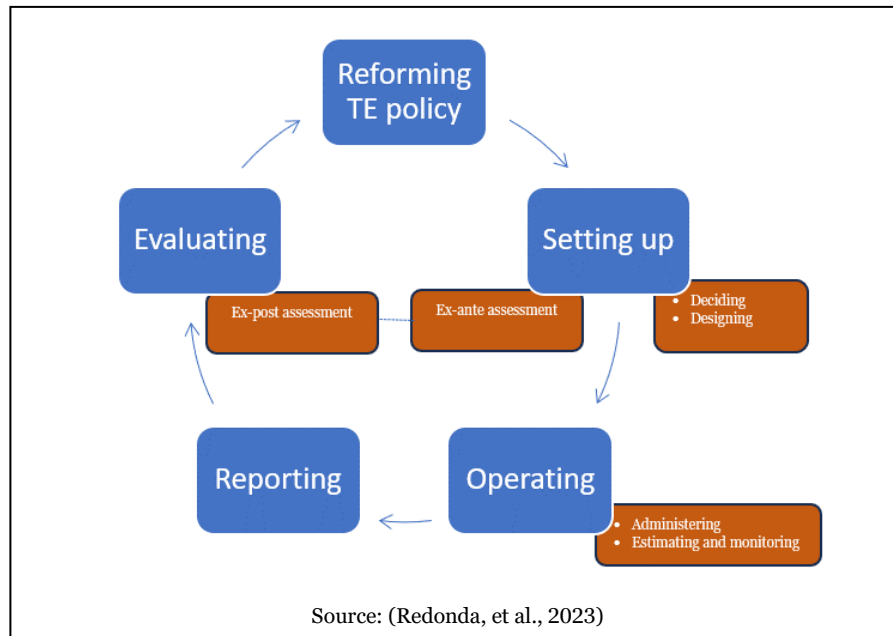 Reforming
TE policy
Evaluating
Setting up
Ex-post assessment
Ex-ante assessment
• Deciding
• Designing
Reporting
Operating
• Administering
• Estimating and monitoring
Source: (Redonda, et al., 2023)